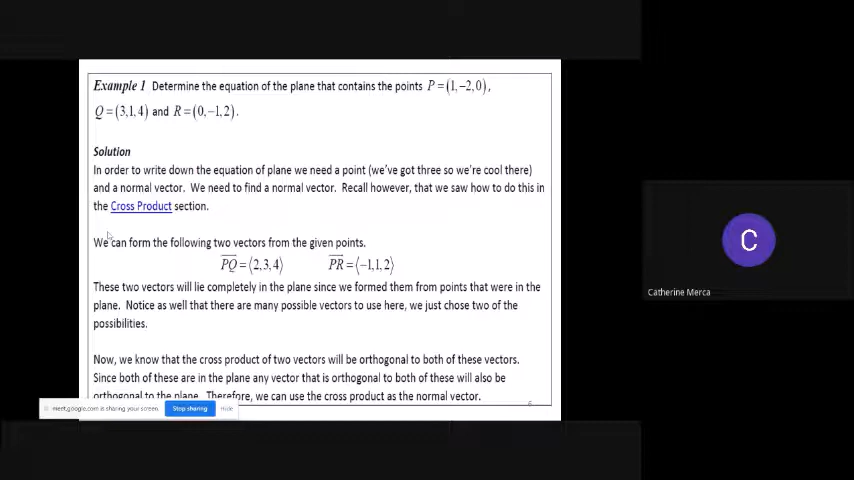 Example 1 Determine the equation of the plane that contains the points P = (1, −2, 0),
Q = (3, 1, 4) and R = (0, −1, 2).
Solution
In order to write down the equation of plane we need a point (we've got three so we're cool there)
and a normal vector. We need to find a normal vector. Recall however, that we saw how to do this in
the Cross Product section.
We can form the following two vectors from the given points.
PQ = ⟨2, 3, 4⟩ PR = ⟨−1, 1, 2⟩
These two vectors will lie completely in the plane since we formed them from points that were in the
plane. Notice as well that there are many possible vectors to use here, we just chose two of the
possibilities.
Now, we know that the cross product of two vectors will be orthogonal to both of these vectors.
Since both of these are in the plane any vector that is orthogonal to both of these will also be
orthogonal to the plane. Therefore, we can use the cross product as the normal vector.
6
meet.google.com is sharing your screen. Stop sharing Hide
C
Catherine Merca